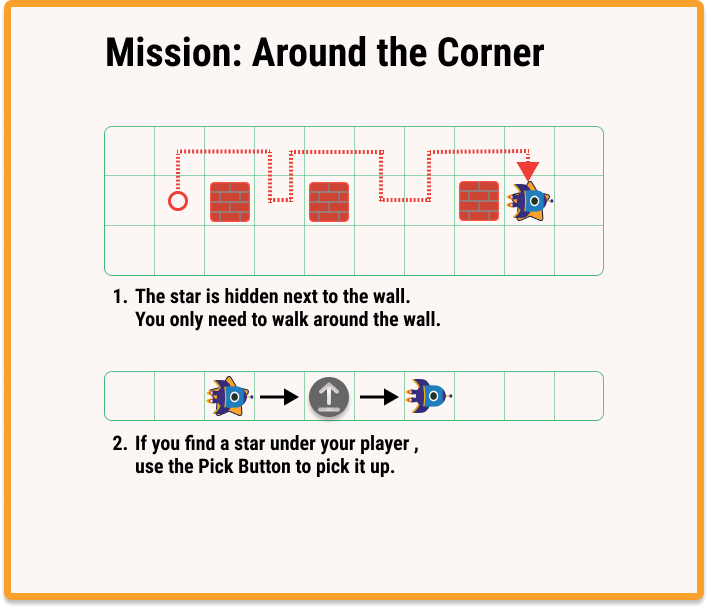 Mission: Around the Corner
1. The star is hidden next to the wall.
You only need to walk around the wall.
2. If you find a star under your player ,
use the Pick Button to pick it up.